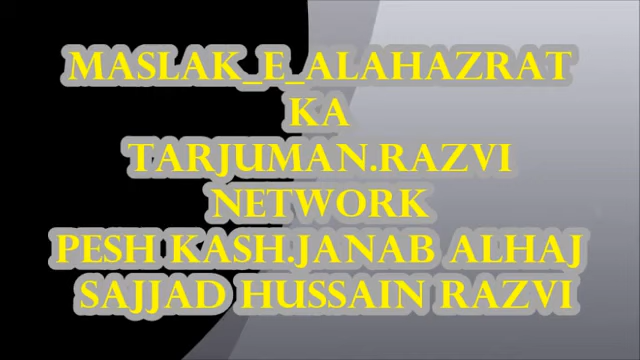 MASLAK_E_ALAHAZRAT
KA
TARJUMAN.RAZVI
NETWORK
PESH KASH.JANAB ALHAJ
SAJJAD HUSSAIN RAZVI